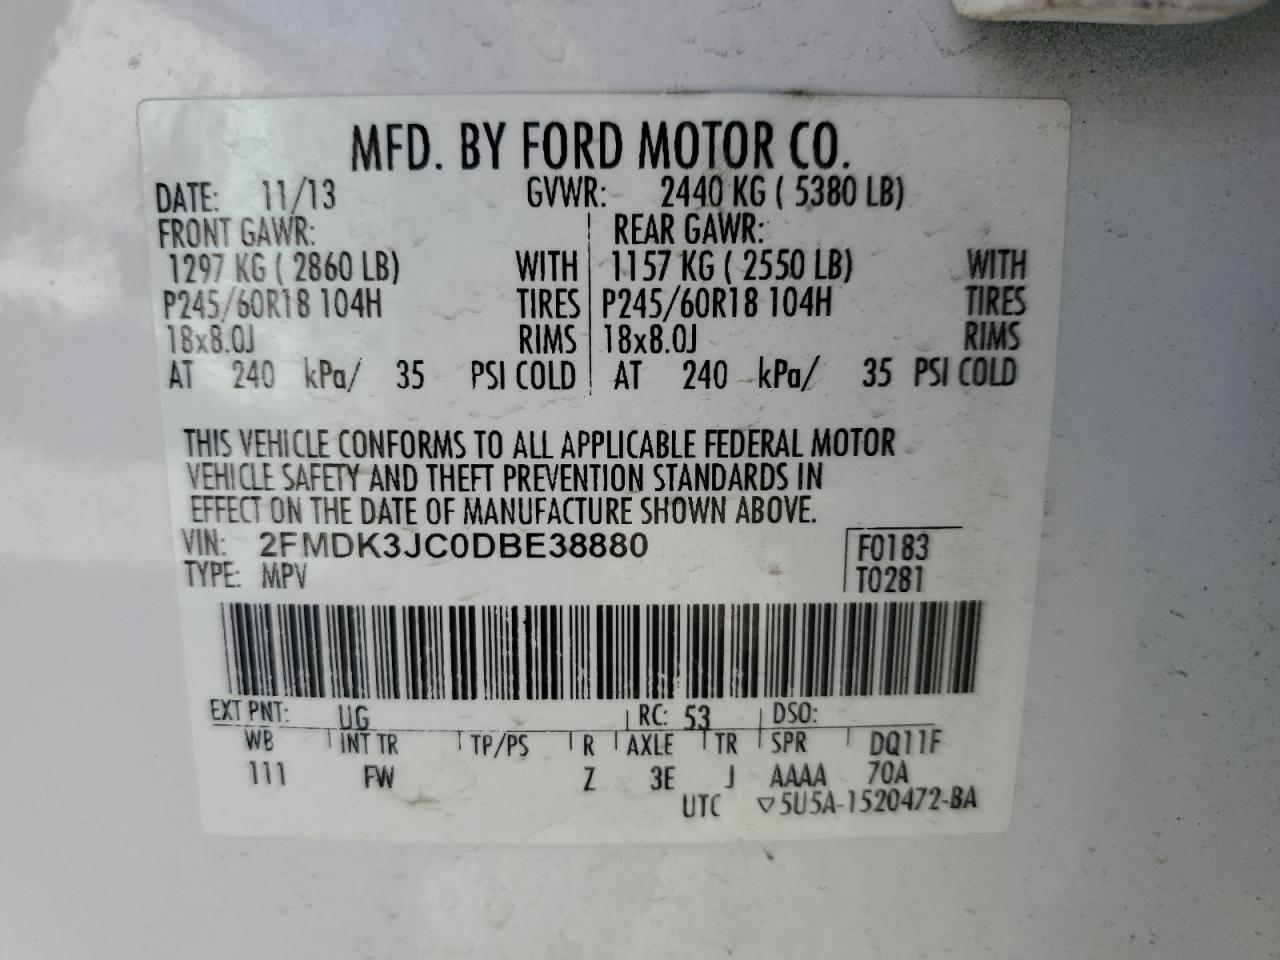 MFD. BY FORD MOTOR CO.
DATE: 11/13 GVWR: 2440 KG ( 5380 LB)
FRONT GAWR: REAR GAWR:
1297 KG ( 2860 LB) WITH 1157 KG ( 2550 LB) WITH
P245/60R18 104H TIRES P245/60R18 104H TIRES
18x8.0J RIMS 18x8.0J RIMS
AT 240 kPa/ 35 PSI COLD AT 240 kPa/ 35 PSI COLD
THIS VEHICLE CONFORMS TO ALL APPLICABLE FEDERAL MOTOR
VEHICLE SAFETY AND THEFT PREVENTION STANDARDS IN
EFFECT ON THE DATE OF MANUFACTURE SHOWN ABOVE.
VIN: 2FMDK3JC0DBE38880 F0183
TYPE: MPV T0281
EXT PNT: UG RC: 53 DSO:
WB INT TR TP/PS R AXLE TR SPR DQ11F
111 FW Z 3E J AAAA 70A
UTC ▽5U5A-1520472-BA